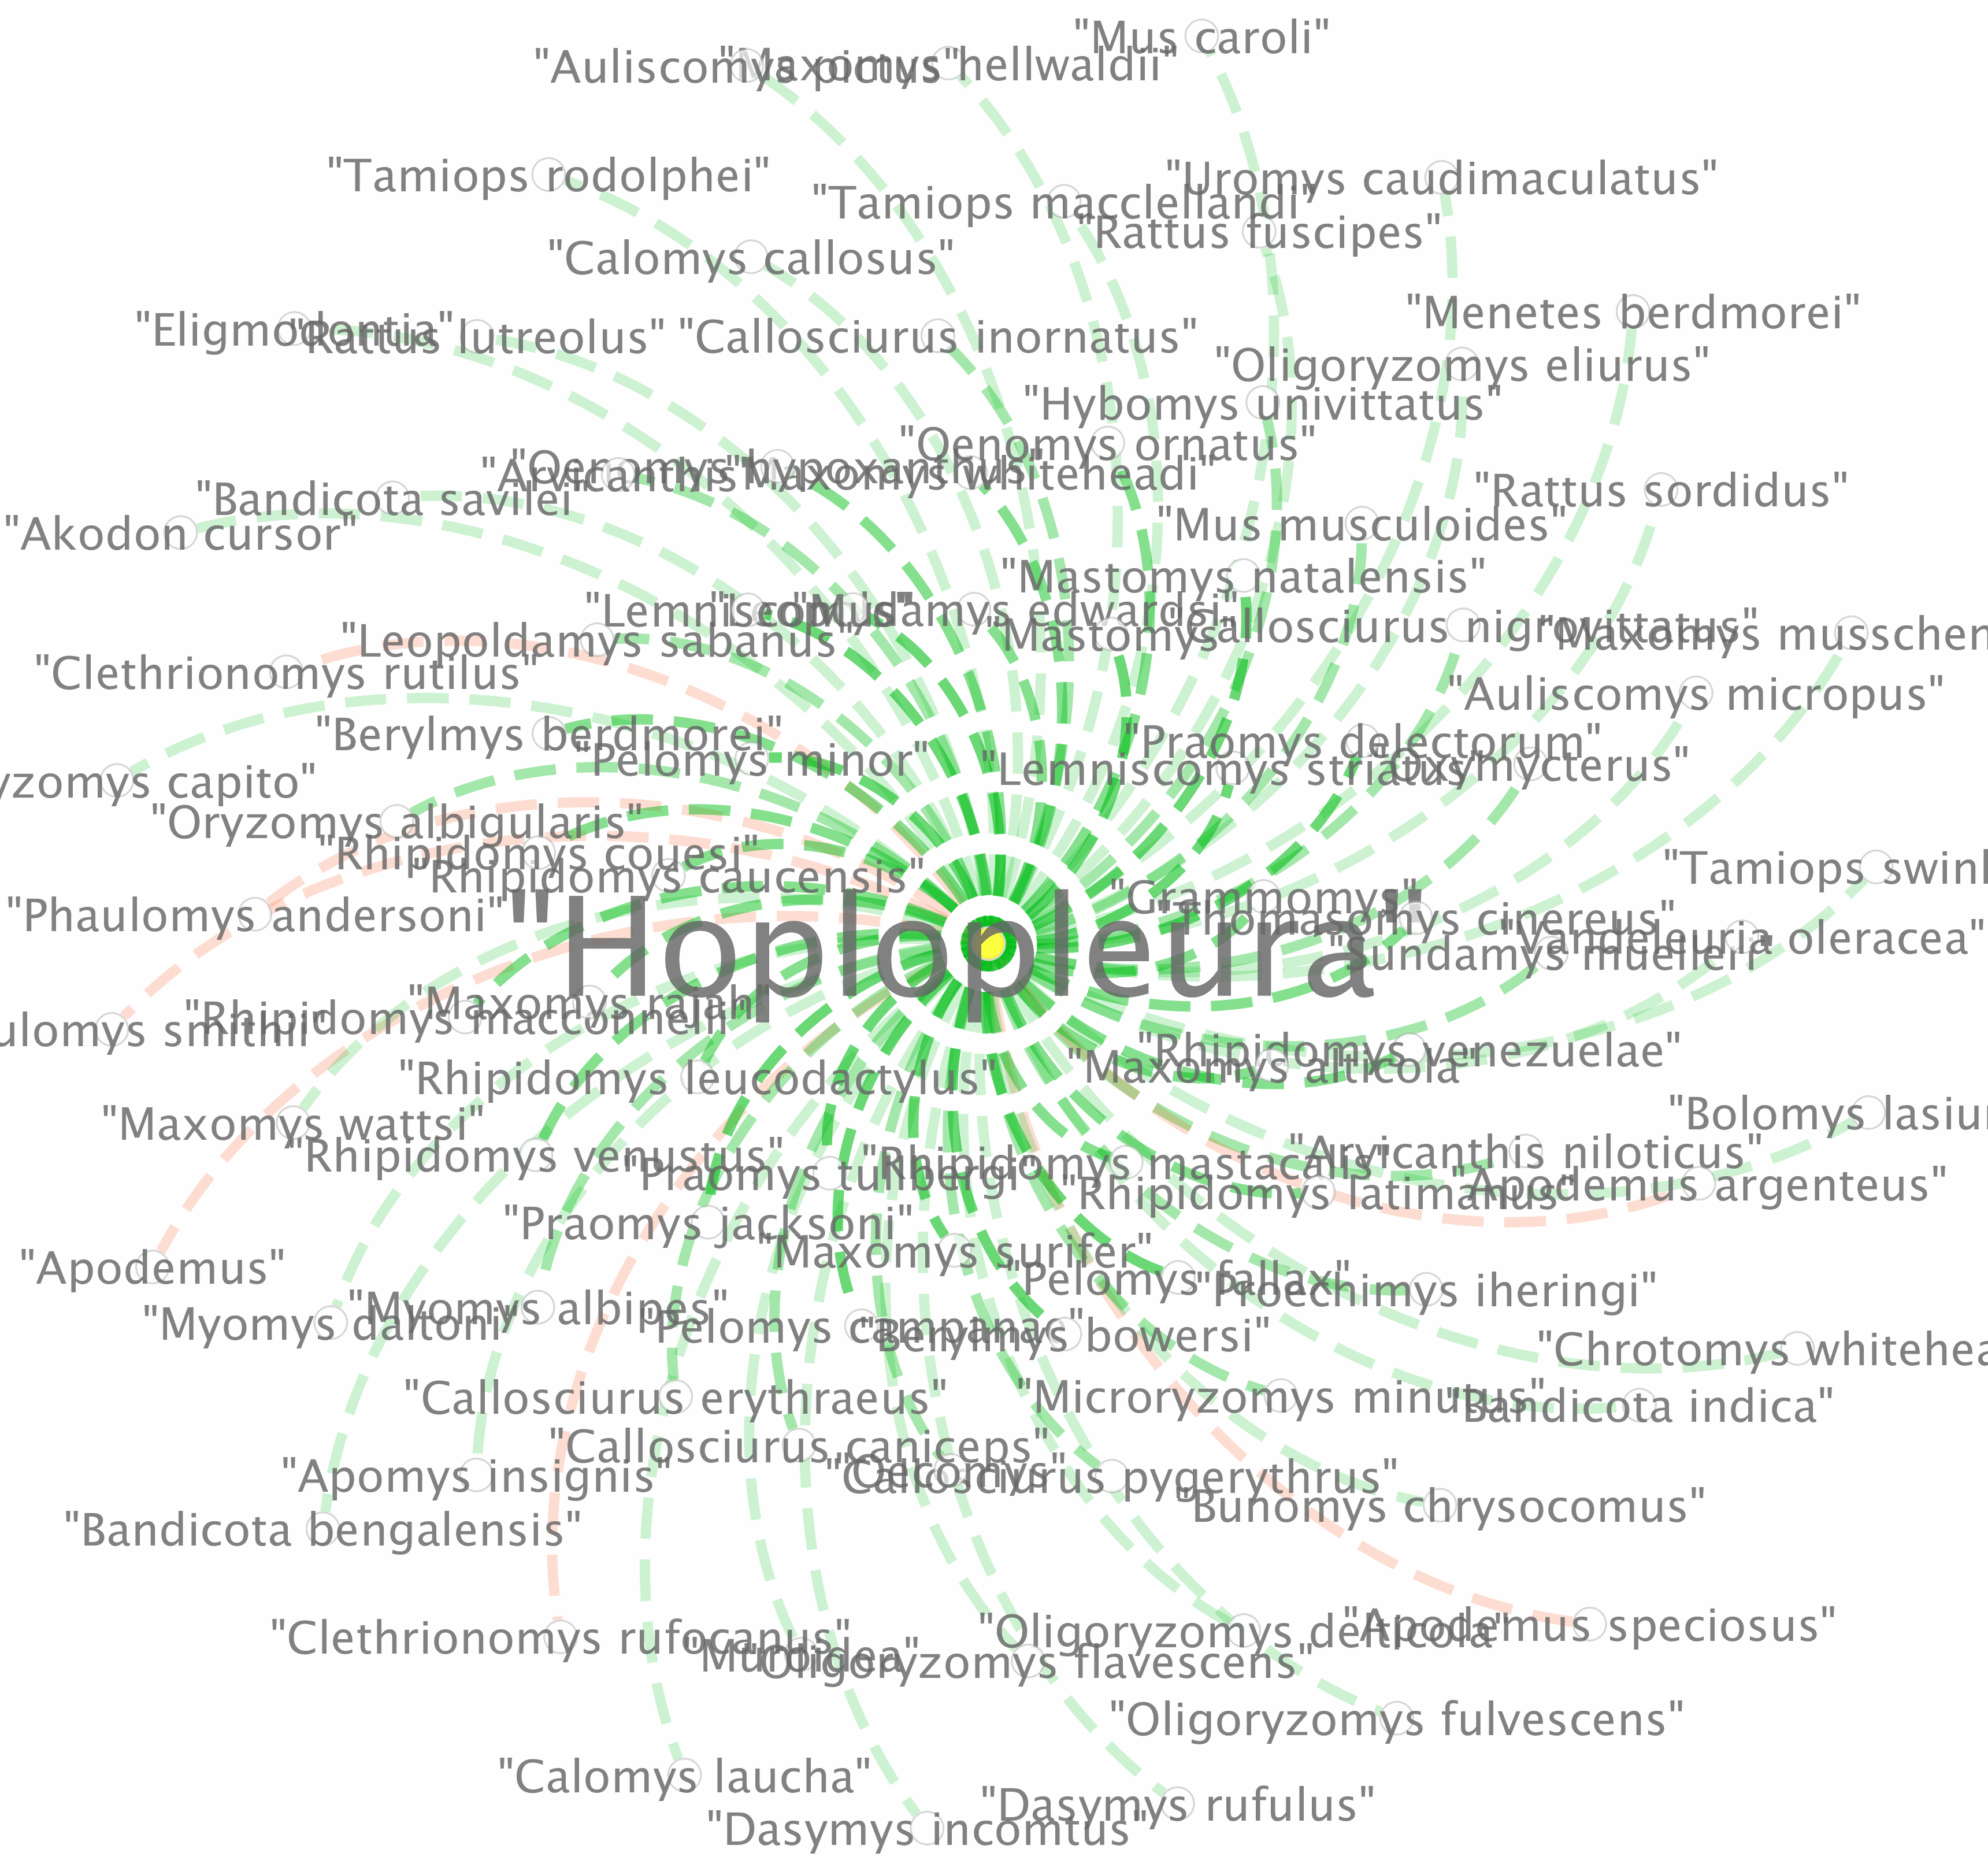 "Mus caroli"
"Auliscomys pictus"
"Maxomys hellwaldii"
"Tamiops rodolphei"
"Uromys caudimaculatus"
"Tamiops macclellandi"
"Rattus fuscipes"
"Calomys callosus"
"Menetes berdmorei"
"Eligmodontia"
"Rattus lutreolus"
"Callosciurus inornatus"
"Oligoryzomys eliurus"
"Hybomys univittatus"
"Oenomys ornatus"
"Oenomys hypoxanthus"
"Arvicanthis"
"Maxomys whiteheadi"
"Rattus sordidus"
"Bandicota savilei"
"Akodon cursor"
"Mus musculoides"
"Mastomys natalensis"
"Lemniscomys"
"Mus"
edwardsi"
"Mastomys"
"Callosciurus nigrovittatus"
"Maxomys musschen
"Leopoldamys sabanus"
"Clethrionomys rutilus"
"Auliscomys micropus"
"Berylmys berdmorei"
"Pelomys minor"
"Praomys delectorum"
"Lemniscomys striatus"
"Oxymycterus"
yzomys capito"
"Oryzomys albigularis"
"Rhipidomys couesi"
"Rhipidomys caucensis"
"Tamiops swinh
"Phaulomys andersoni"
"Hoplopleura"
"Grammomys"
"Thomasomys cinereus"
"Vandeleuria oleracea"
"Sundamys muelleri"
"Maxomys rajah"
"Rhipidomys macconnelli"
ulomys smithii"
"Rhipidomys venezuelae"
"Maxomys alticola"
"Rhipidomys leucodactylus"
"Maxomys wattsi"
"Bolomys lasiur
"Rhipidomys venustus"
"Praomys tullbergi"
"Rhipidomys mastacalis"
"Arvicanthis niloticus"
"Rhipidomys latimanus"
"Apodemus argenteus"
"Praomys jacksoni"
"Maxomys surifer"
"Apodemus"
"Pelomys fallax"
"Proechimys iheringi"
"Myomys daltoni"
"Myomys albipes"
"Pelomys campanae"
"Berylmys bowersi"
"Chrotomys whitehea
"Callosciurus erythraeus"
"Microryzomys minutus"
"Bandicota indica"
"Callosciurus caniceps"
"Apomys insignis"
"Oecomys"
"Callosciurus pygerythrus"
"Bunomys chrysocomus"
"Bandicota bengalensis"
"Clethrionomys rufocanus"
"Muroidea"
"Oligoryzomys delticola"
"Apodemus speciosus"
"Oligoryzomys flavescens"
"Oligoryzomys fulvescens"
"Calomys laucha"
"Dasymys rufulus"
"Dasymys incomtus"